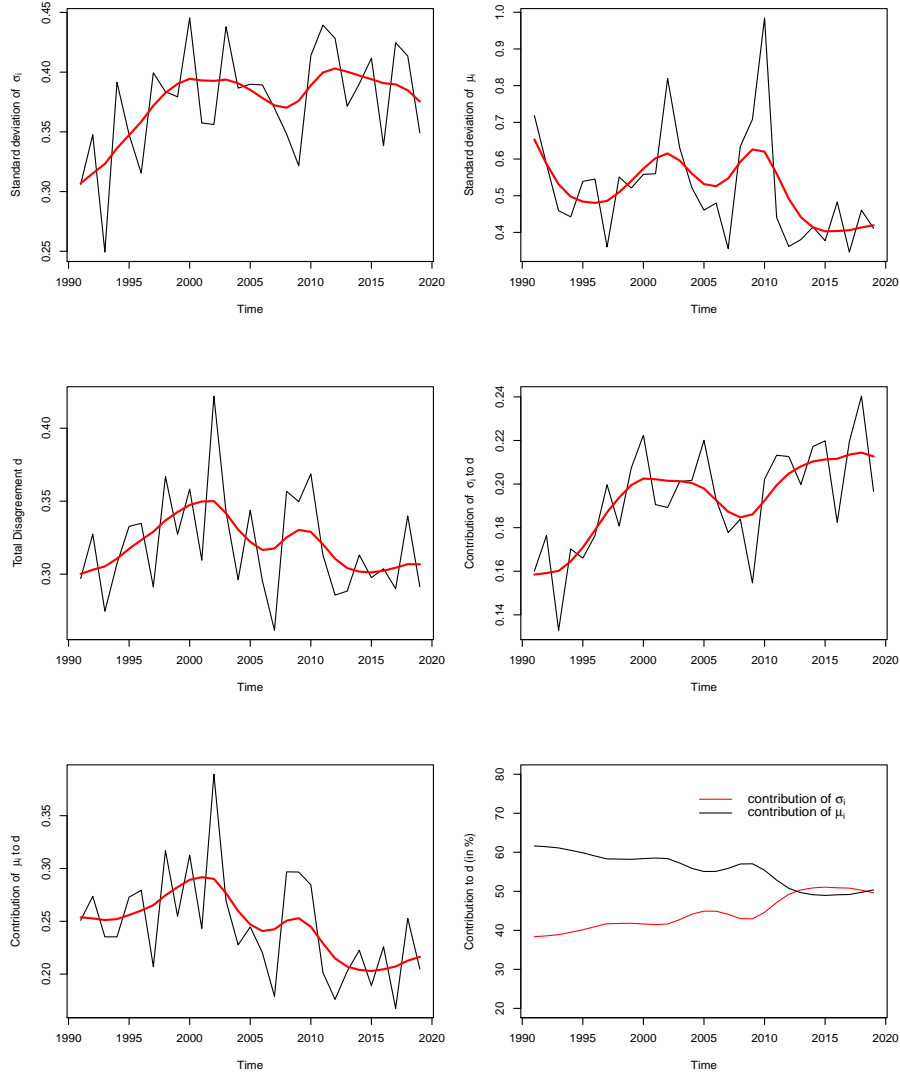 Standard deviation of σi
0.25 0.30 0.35 0.40 0.45
1990 1995 2000 2005 2010 2015 2020
Time
Standard deviation of μi
0.4 0.5 0.6 0.7 0.8 0.9 1.0
1990 1995 2000 2005 2010 2015 2020
Time
Total Disagreement d
0.30 0.35 0.40
1990 1995 2000 2005 2010 2015 2020
Time
Contribution of σi to d
0.14 0.16 0.18 0.20 0.22 0.24
1990 1995 2000 2005 2010 2015 2020
Time
Contribution of μi to d
0.20 0.25 0.30 0.35
1990 1995 2000 2005 2010 2015 2020
Time
Contribution to d (in %)
20 30 40 50 60 70 80
contribution of σi
contribution of μi
1990 1995 2000 2005 2010 2015 2020
Time